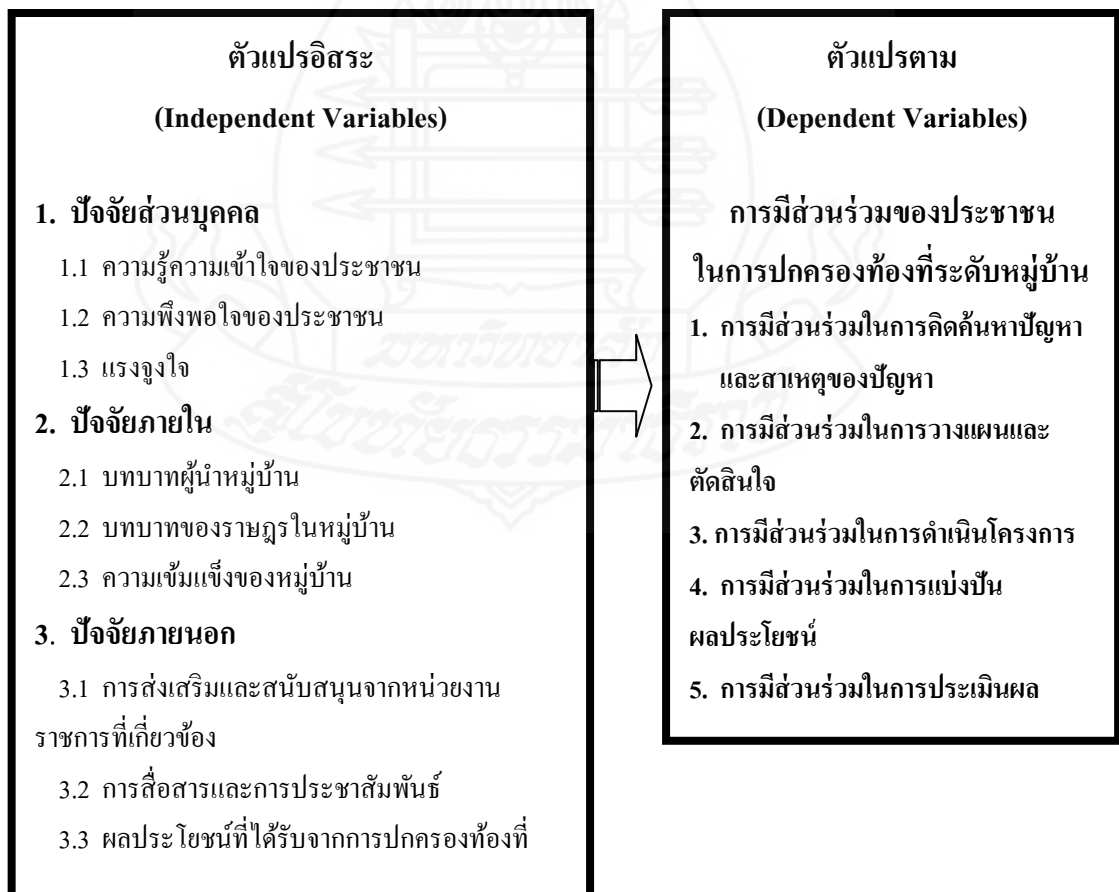 ตัวแปรอิสระ
(Independent Variables)
1. ปัจจัยส่วนบุคคล
1.1 ความรู้ความเข้าใจของประชาชน
1.2 ความพึงพอใจของประชาชน
1.3 แรงจูงใจ
2. ปัจจัยภายใน
2.1 บทบาทผู้นำหมู่บ้าน
2.2 บทบาทของราษฎรในหมู่บ้าน
2.3 ความเข้มแข็งของหมู่บ้าน
3. ปัจจัยภายนอก
3.1 การส่งเสริมและสนับสนุนจากหน่วยงาน
ราชการที่เกี่ยวข้อง
3.2 การสื่อสารและการประชาสัมพันธ์
3.3 ผลประโยชน์ที่ได้รับจากการปกครองท้องที่
ตัวแปรตาม
(Dependent Variables)
การมีส่วนร่วมของประชาชน
ในการปกครองท้องที่ระดับหมู่บ้าน
1. การมีส่วนร่วมในการคิดค้นหาปัญหา
และสาเหตุของปัญหา
2. การมีส่วนร่วมในการวางแผนและ
ตัดสินใจ
3. การมีส่วนร่วมในการดำเนินโครงการ
4. การมีส่วนร่วมในการแบ่งปัน
ผลประโยชน์
5. การมีส่วนร่วมในการประเมินผล
มหาวิทยาลัย
สุโขทัยธรรมาธิราช